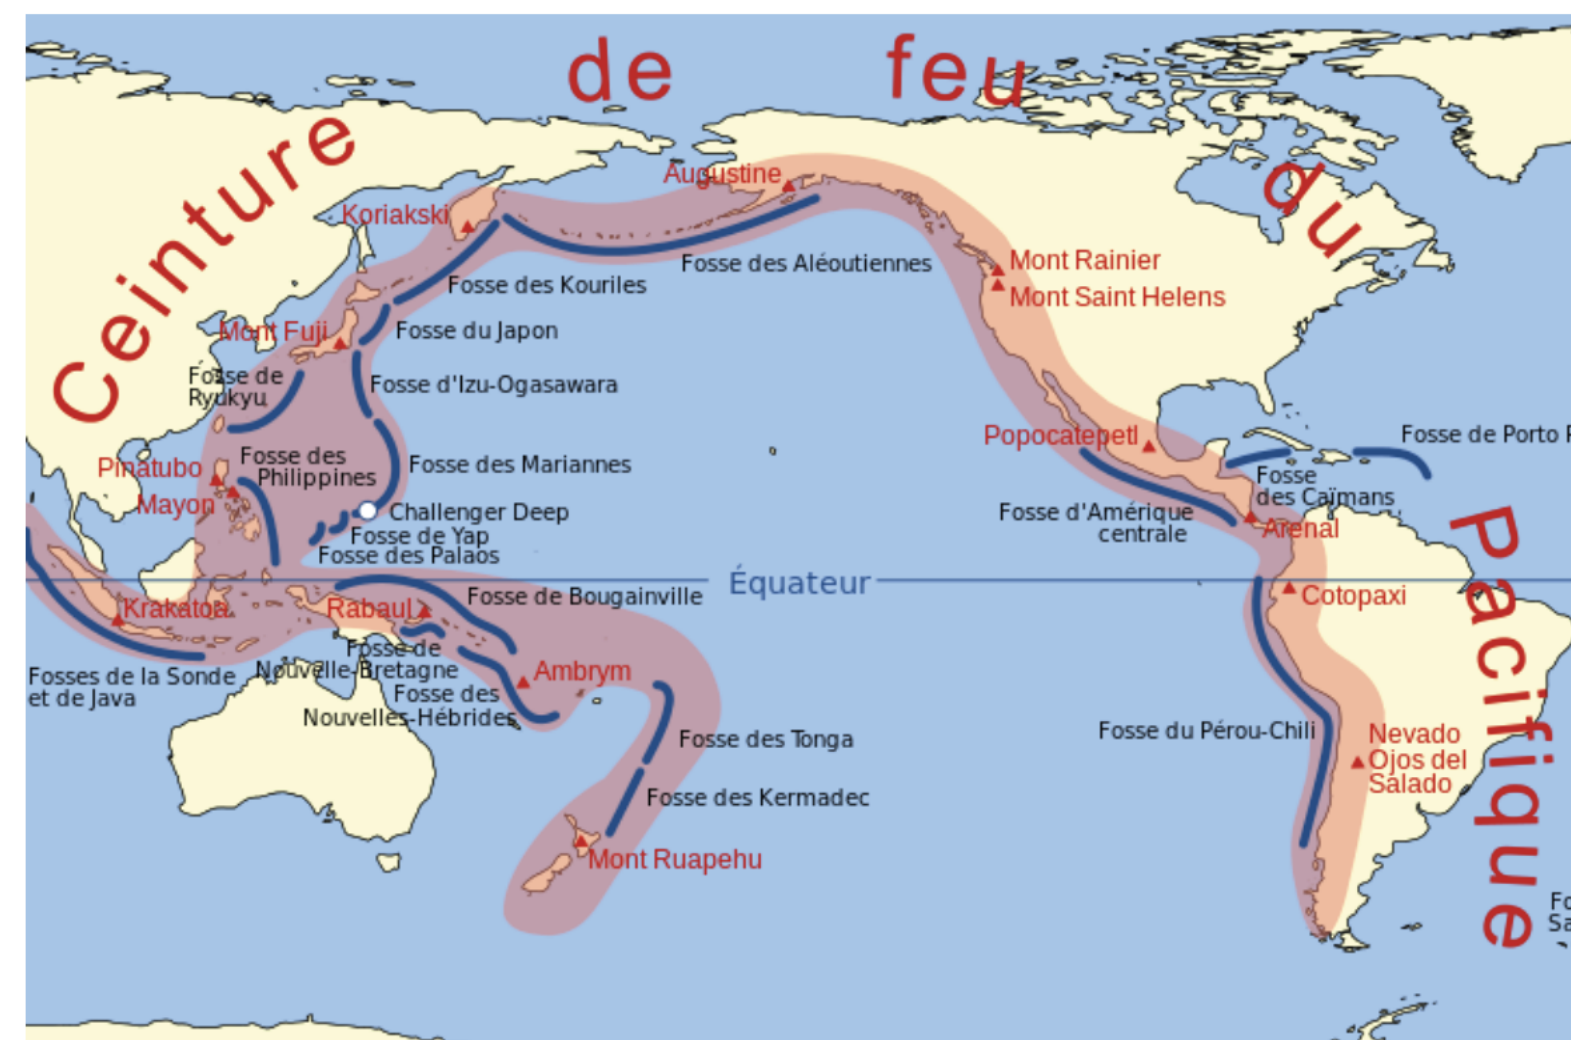 Ceinture
de
feu
du
Pacifique
Augustine
Koriakski
Fosse des Aléoutiennes
Mont Rainier
Mont Saint Helens
Fosse des Kouriles
Mont Fuji
Fosse du Japon
Fosse de
Ryukyu
Fosse d'Izu-Ogasawara
Popocatepetl
Fosse de Porto
Pinatubo
Mayon
Fosse des
Philippines
Fosse des Mariannes
Fosse
des Caïmans
Challenger Deep
Fosse d'Amérique
centrale
Arenal
Fosse de Yap
Fosse des Palaos
Équateur
Krakatoa
Rabaul
Fosse de Bougainville
Cotopaxi
Fosses de la Sonde
et de Java
Fosse de
Nouvelle-Bretagne
Ambrym
Fosse des
Nouvelles-Hébrides
Fosse des Tonga
Fosse du Pérou-Chili
Nevado
Ojos del
Salado
Fosse des Kermadec
Mont Ruapehu